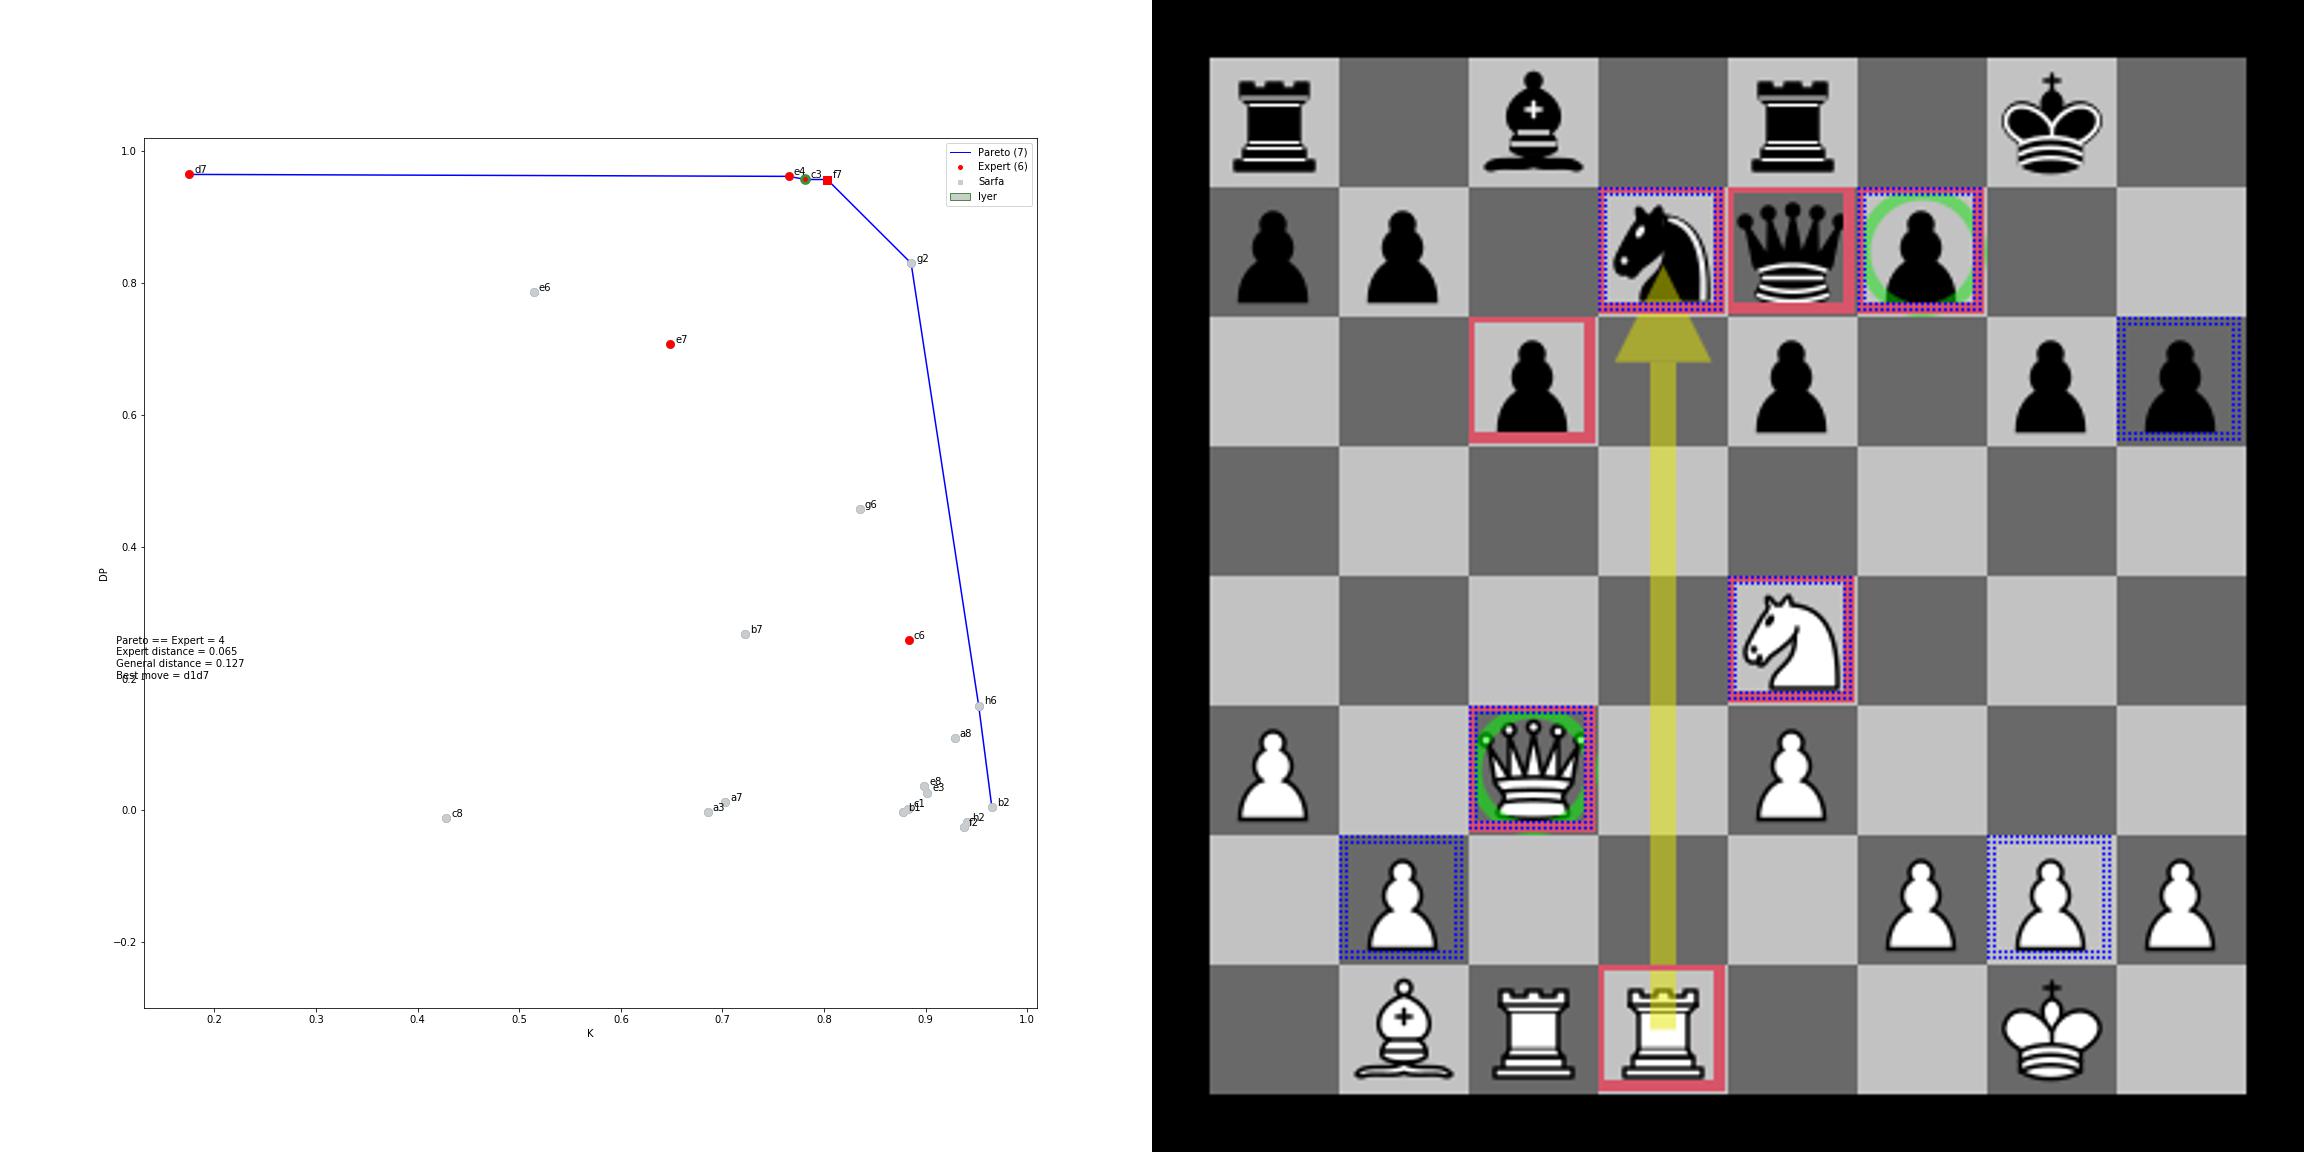 1.0
0.8
0.6
0.4
0.2
0.0
−0.2
DP
0.2 0.3 0.4 0.5 0.6 0.7 0.8 0.9 1.0
K
Pareto (7)
Expert (6)
Sarfa
Iyer
d7
e4
c3
f7
g2
e6
e7
g6
b7
c6
Pareto == Expert = 4
Expert distance = 0.065
General distance = 0.127
Best move = d1d7
h6
a8
e8
e3
a7
a3
c1
b1
b2
h2
f2
c8